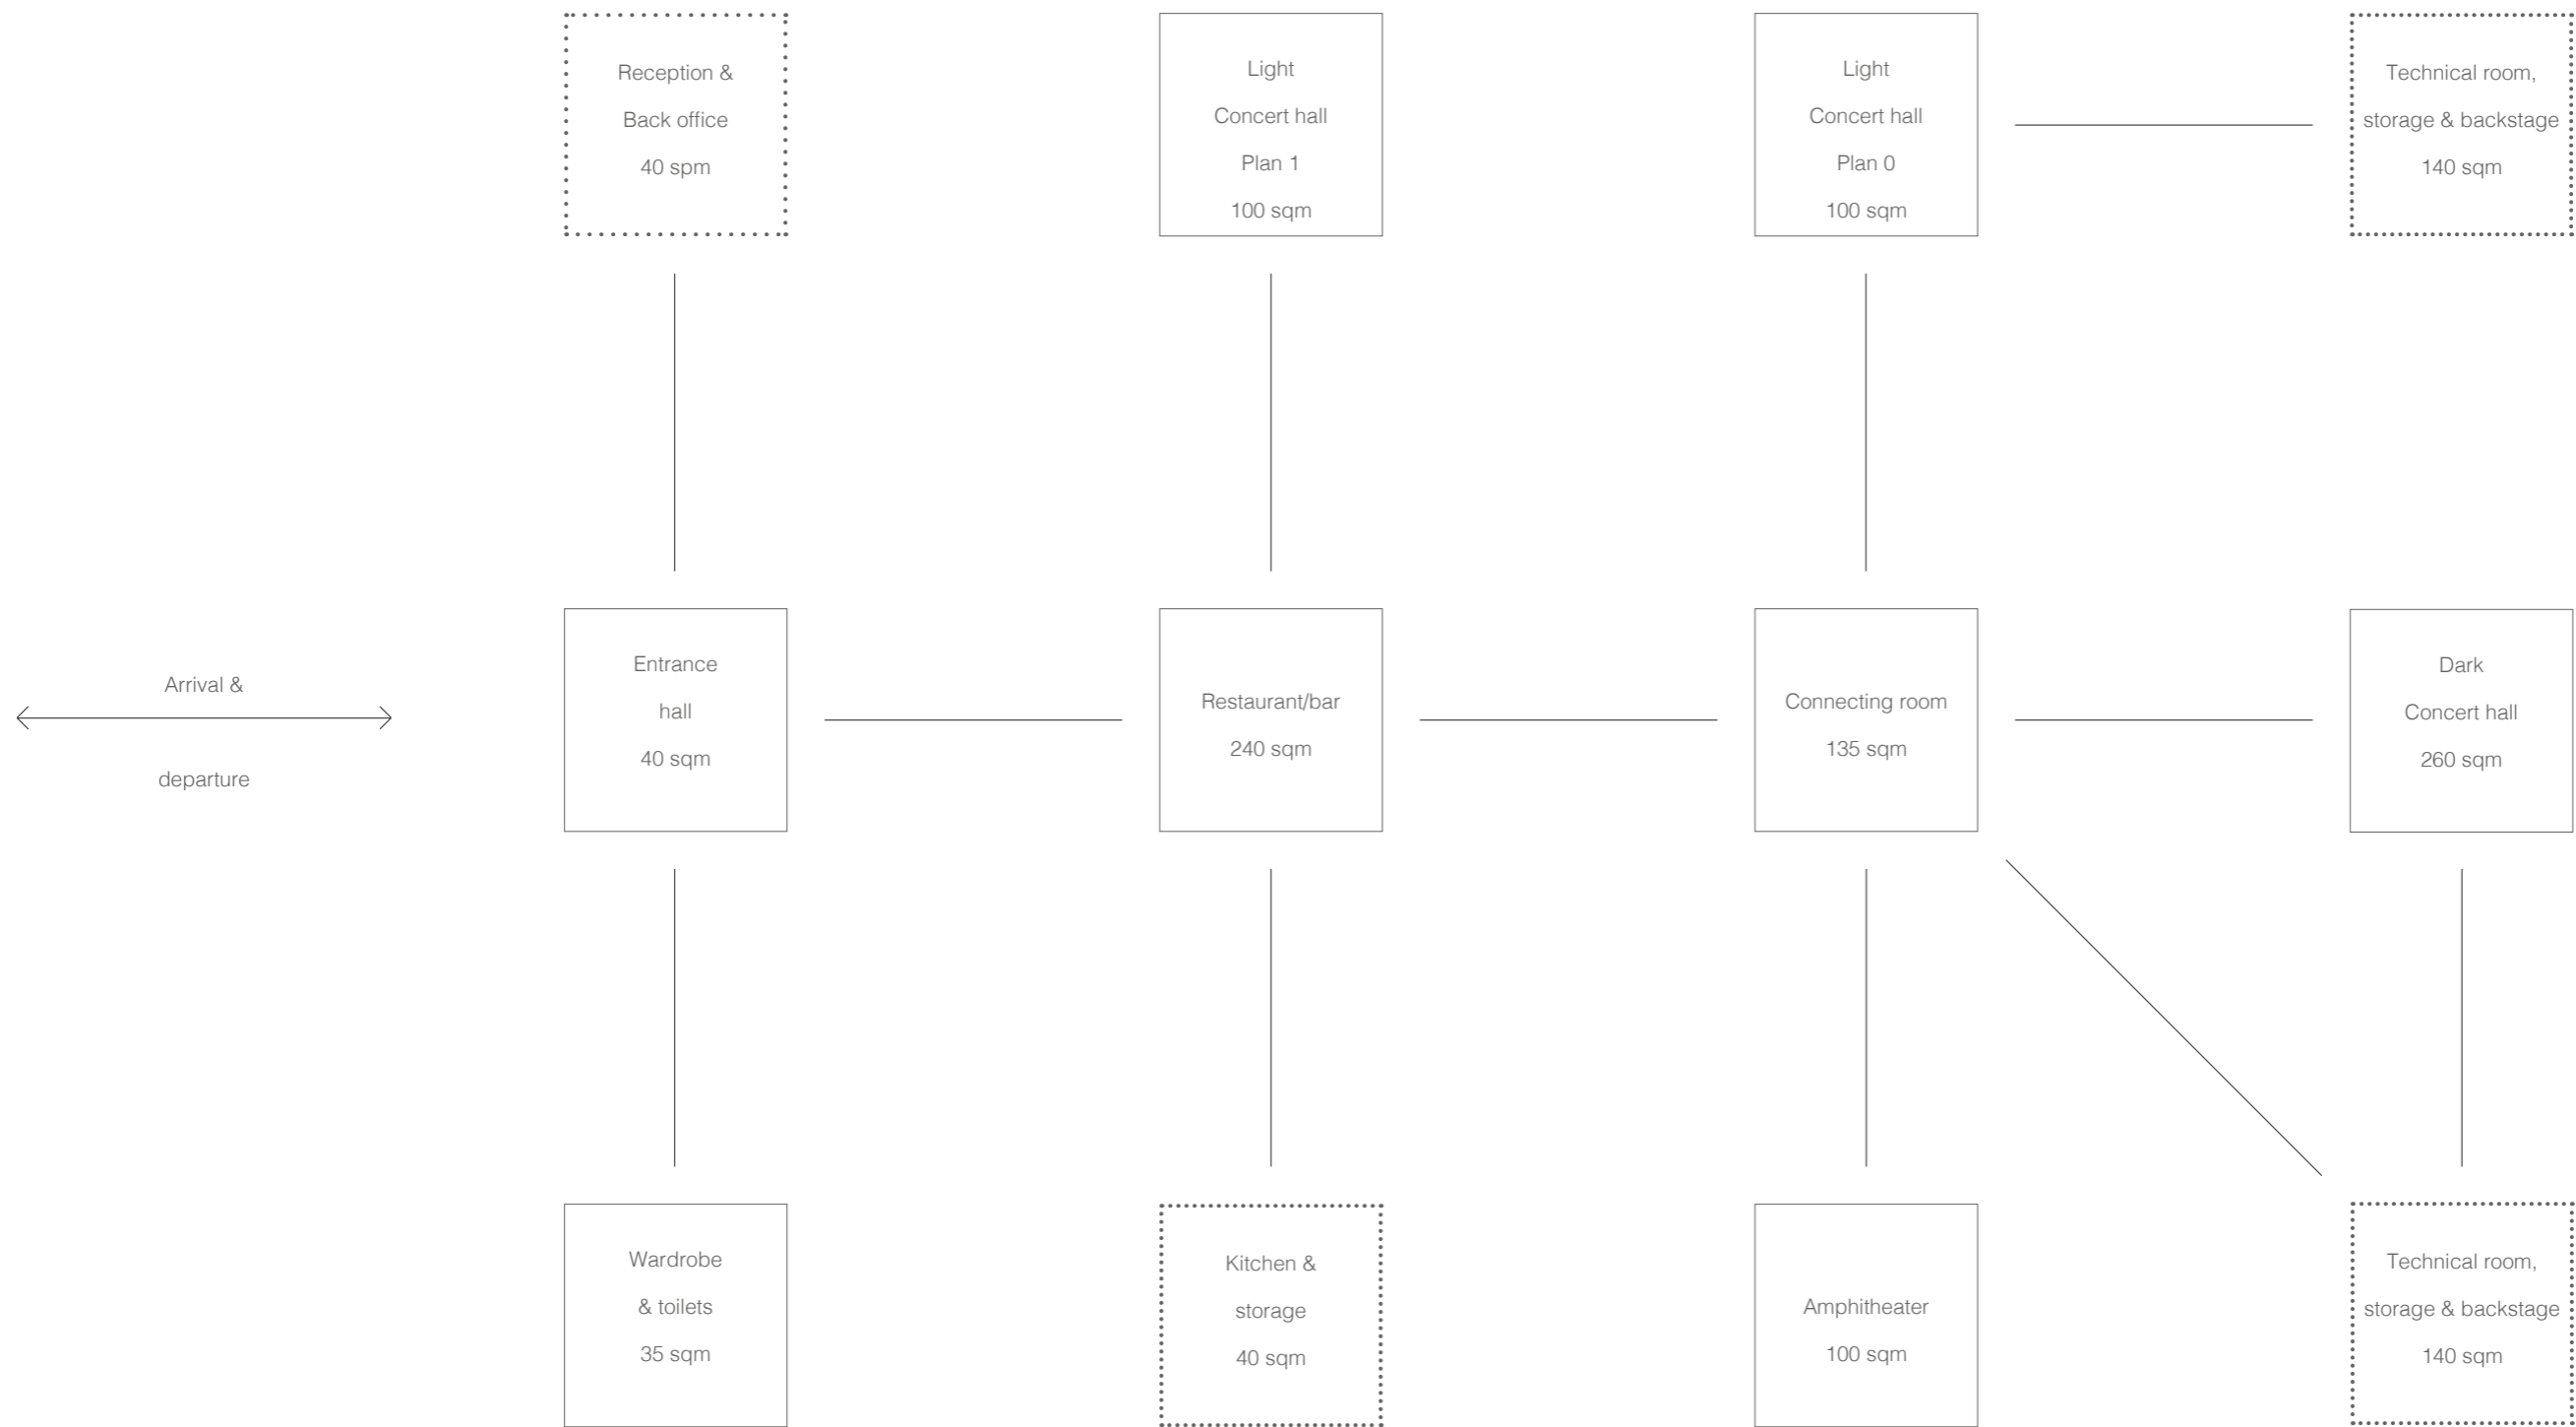 Reception &
Back office
40 spm
Light
Concert hall
Plan 1
100 sqm
Light
Concert hall
Plan 0
100 sqm
Technical room,
storage & backstage
140 sqm
Arrival &
departure
Entrance
hall
40 sqm
Restaurant/bar
240 sqm
Connecting room
135 sqm
Dark
Concert hall
260 sqm
Wardrobe
& toilets
35 sqm
Kitchen &
storage
40 sqm
Amphitheater
100 sqm
Technical room,
storage & backstage
140 sqm